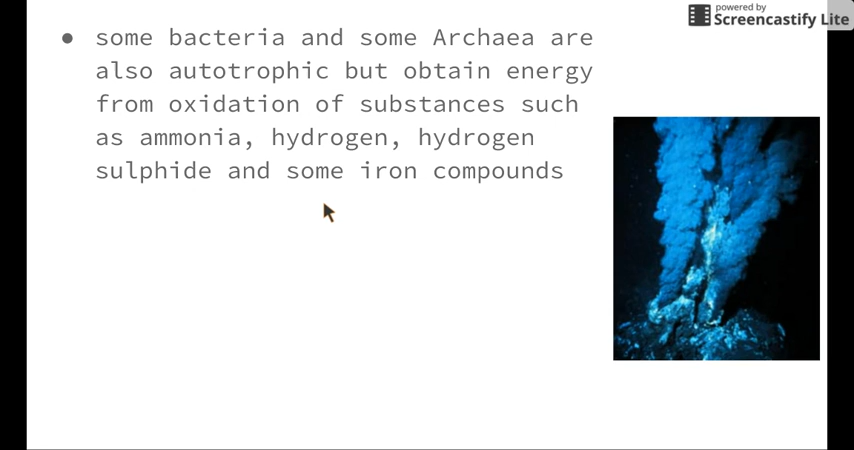 powered by
Screencastify Lite
• some bacteria and some Archaea are
also autotrophic but obtain energy
from oxidation of substances such
as ammonia, hydrogen, hydrogen
sulphide and some iron compounds